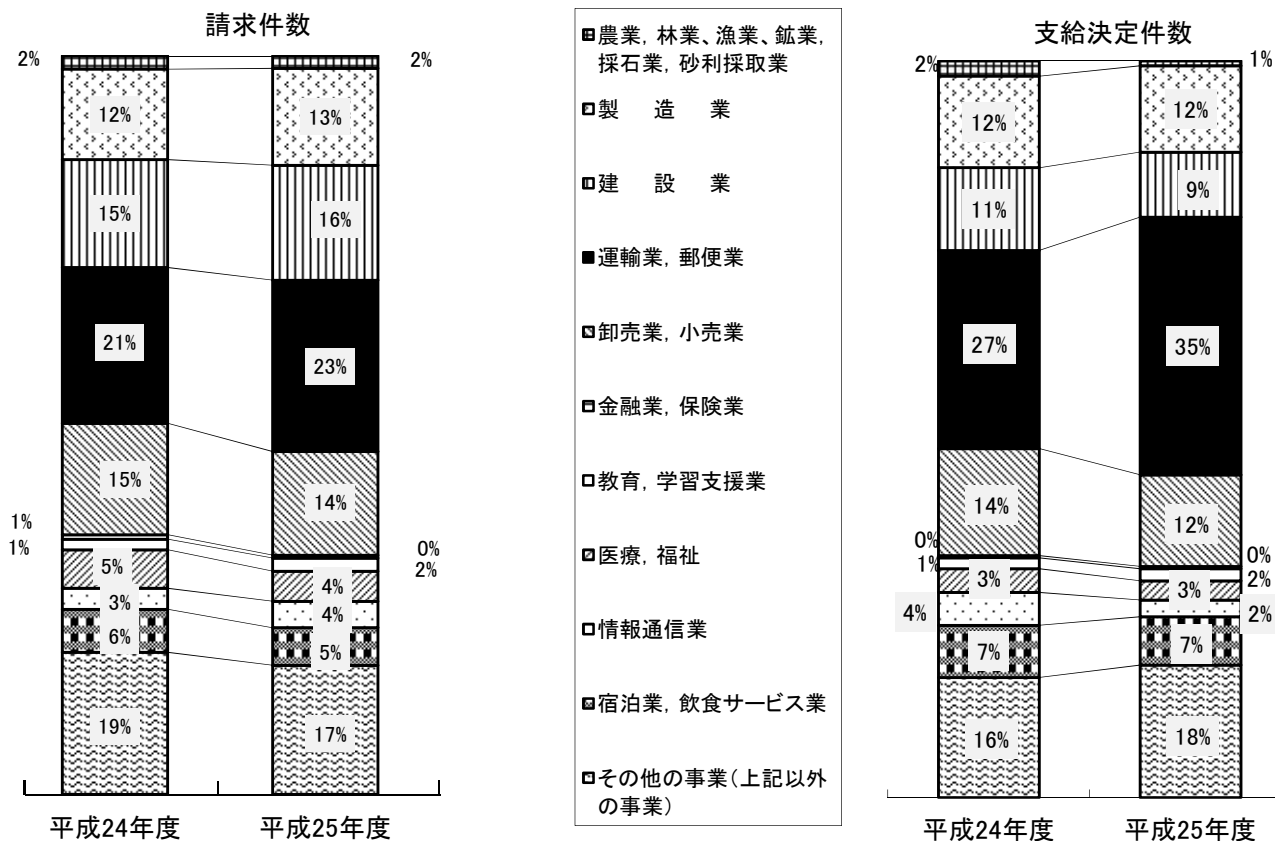 請求件数
2%
12%
15%
21%
15%
1%
1%
5%
3%
6%
19%
平成24年度
2%
13%
16%
23%
14%
0%
2%
4%
4%
5%
17%
平成25年度
農業, 林業、漁業、鉱業,
採石業, 砂利採取業
製 造 業
建 設 業
運輸業, 郵便業
卸売業, 小売業
金融業, 保険業
教育, 学習支援業
医療, 福祉
情報通信業
宿泊業, 飲食サービス業
その他の事業(上記以外
の事業)
支給決定件数
2%
12%
11%
27%
14%
0%
1%
3%
4%
7%
16%
平成24年度
1%
12%
9%
35%
12%
0%
2%
3%
2%
7%
18%
平成25年度